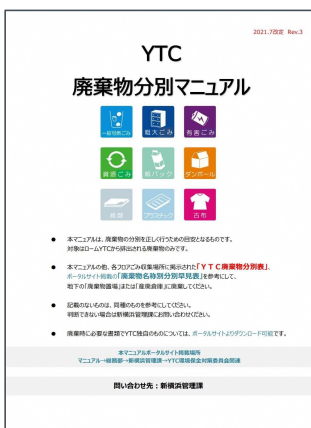 2021.7改定 Rev.3
YTC
廃棄物分別マニュアル
一般可燃ごみ
粗大ごみ
有害ごみ
資源ごみ
紙パック
ダンボール
紙類
プラスチック
古布
● 本マニュアルは、廃棄物の分別を正しく行うための目安となるものです。
対象はロームYTCから排出される廃棄物のみです。
● 本マニュアルの他、各フロアごみ収集場所に掲示された「ＹＴＣ廃棄物分別表」、
ポータルサイト掲載の「廃棄物名称別分別早見表」を参考にして、
地下の「廃棄物置場」または「産廃倉庫」に廃棄してください。
● 記載のないものは、同種のものを参考にしてください。
判断できない場合は新横浜管理課にお問い合わせください。
● 廃棄時に必要な書類でYTC独自のものについては、ポータルサイトよりダウンロード可能です。
本マニュアルポータルサイト掲載場所
マニュアル→総務部→新横浜管理課→YTC環境保全対策委員会関連
問い合わせ先：新横浜管理課